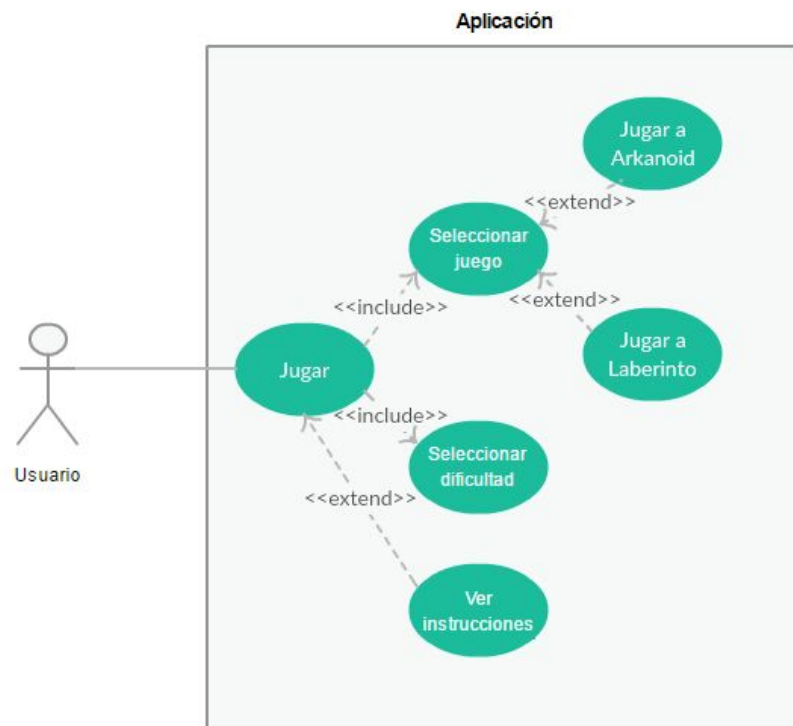 Aplicación
Jugar a
Arkanoid
<<extend>>
Seleccionar
juego
<<extend>>
<<include>>
Jugar a
Laberinto
Jugar
<<include>>
Seleccionar
dificultad
Usuario
<<extend>>
Ver
instrucciones